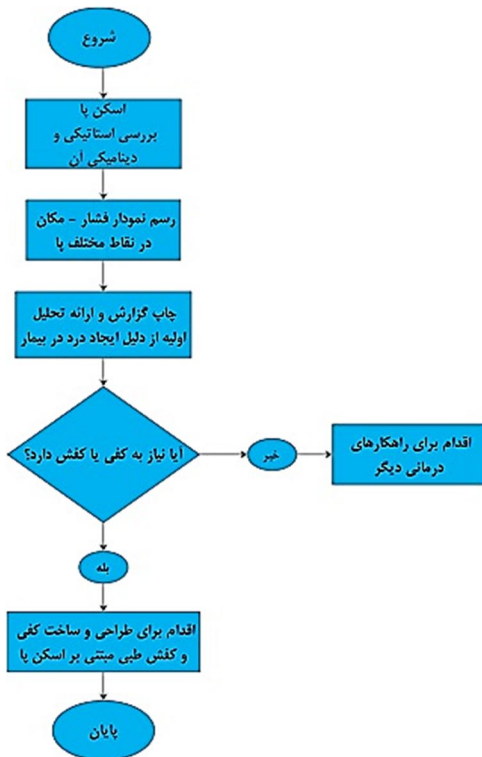 شروع
اسکن پا
بررسی استاتیکی و
دینامیکی آن
رسم نمودار فشار - مکان
در نقاط مختلف پا
چاپ گزارش و ارائه تحلیل
اولیه از دلیل ایجاد درد در بیمار
آیا نیاز به کفی یا کفش دارد؟
خیر
اقدام برای راهکارهای
درمانی دیگر
بله
اقدام برای طراحی و ساخت کفی
و کفش طبی مبتنی بر اسکن پا
پایان